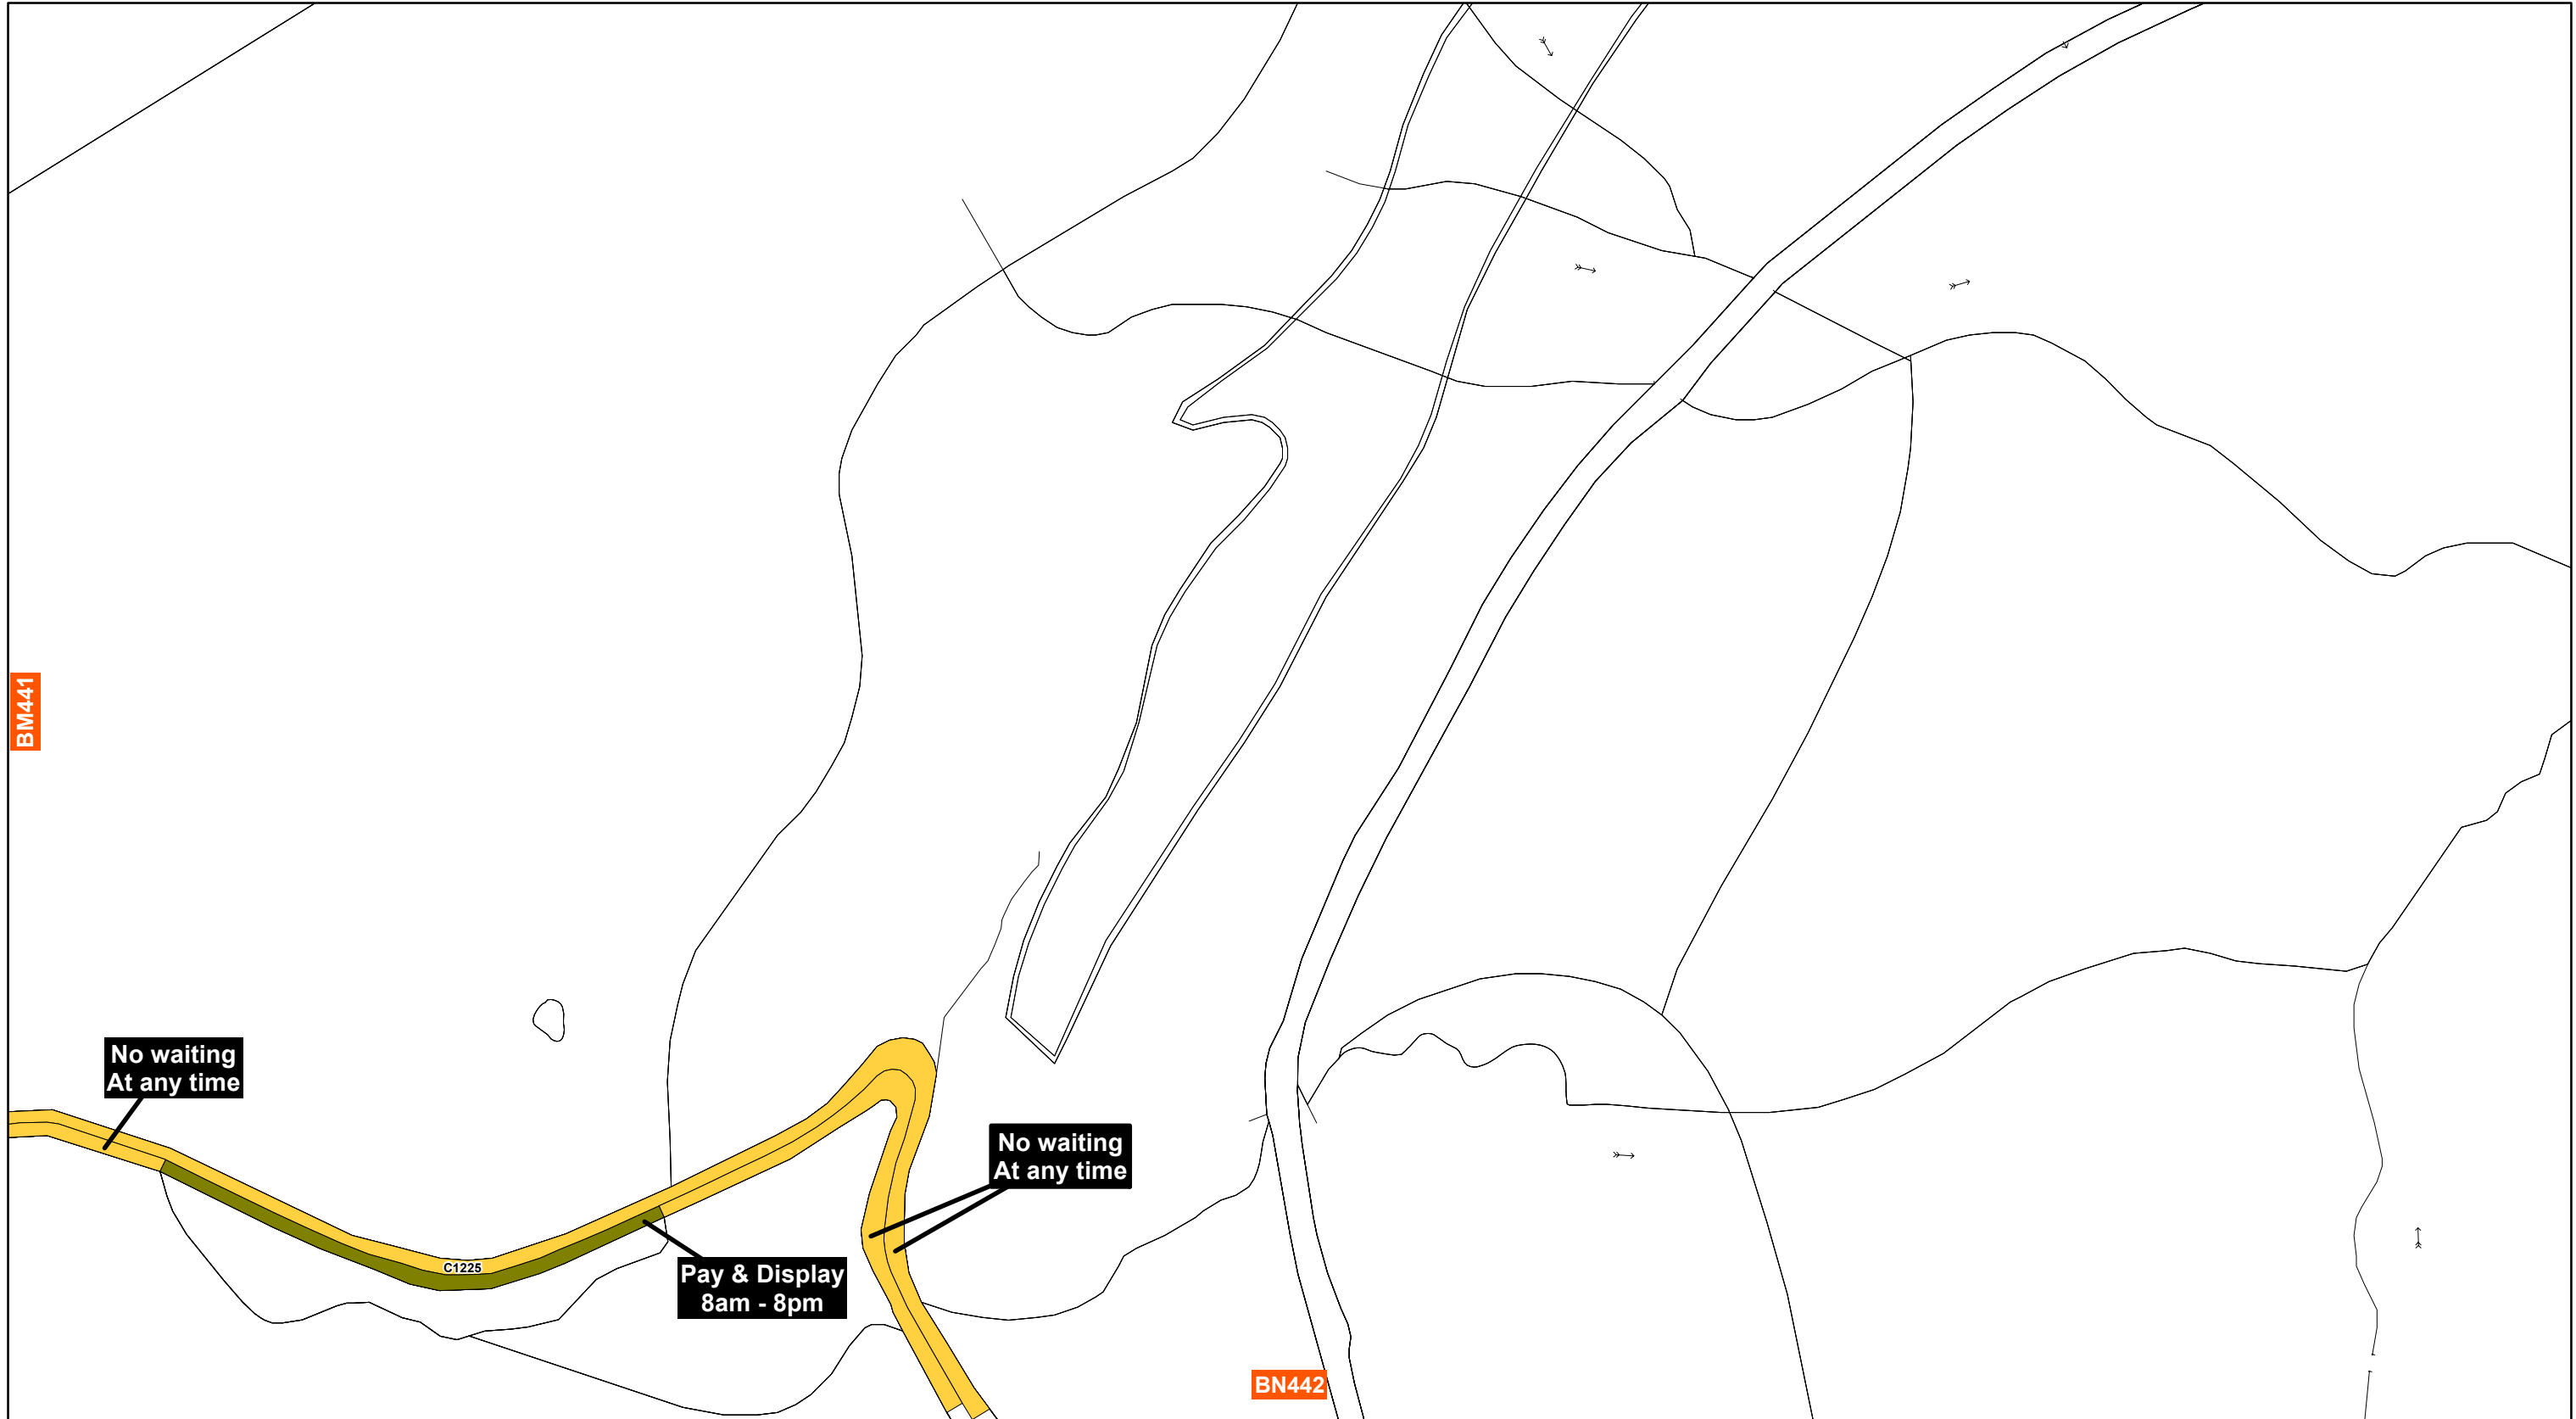 BM441
No waiting
At any time
No waiting
At any time
C1225
Pay & Display
8am - 8pm
BN442